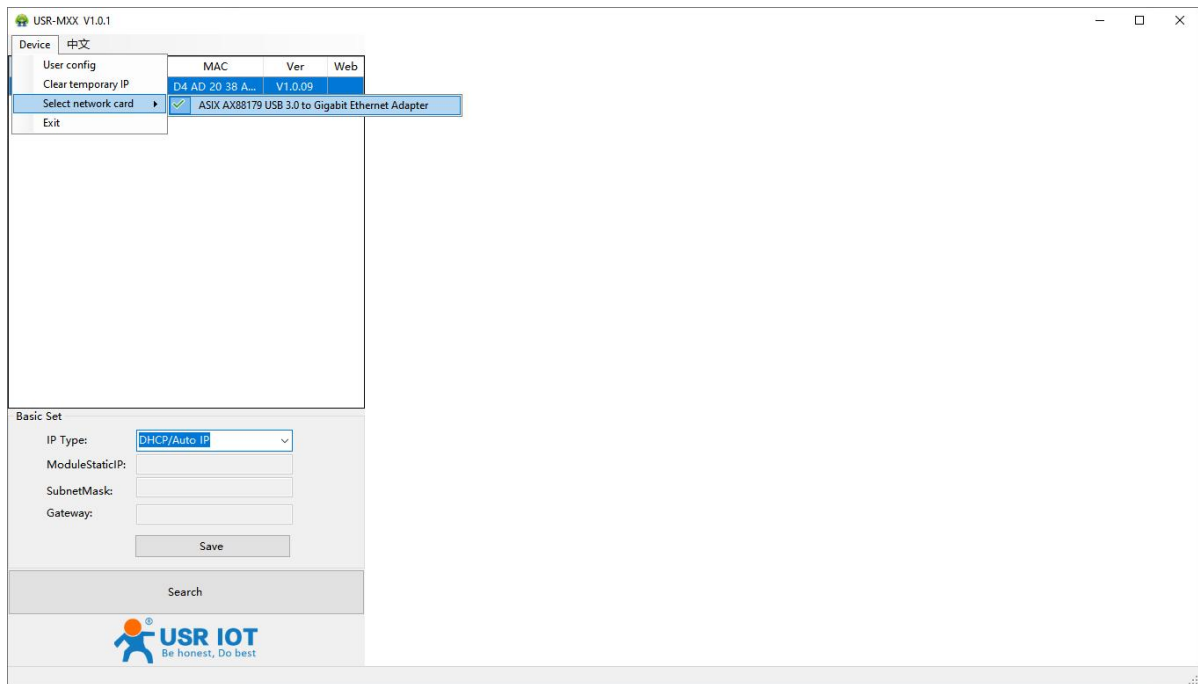 USR-MXX V1.0.1
Device 中文
User config
Clear temporary IP
Select network card
Exit
MAC Ver Web
D4 AD 20 38 A... V1.0.09
ASIX AX88179 USB 3.0 to Gigabit Ethernet Adapter
Basic Set
IP Type: DHCP/Auto IP
ModuleStaticIP:
SubnetMask:
Gateway:
Save
Search
® USR IOT
Be honest, Do best